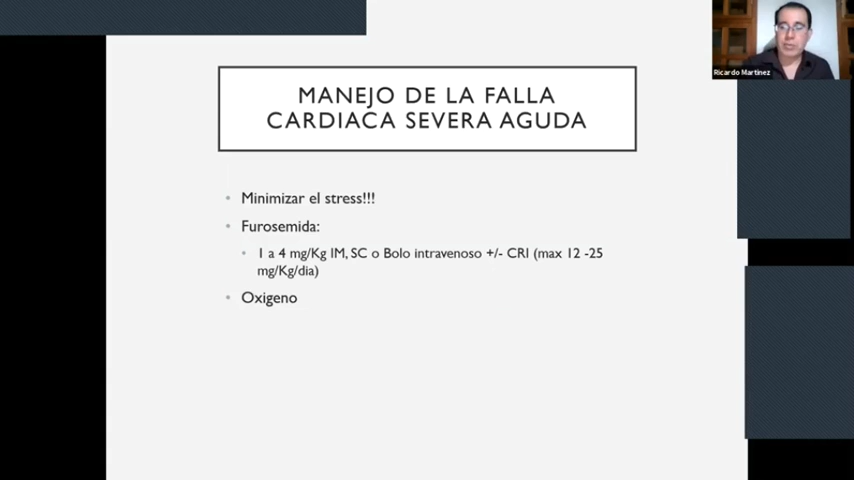 Ricardo Martinez
MANEJO DE LA FALLA
CARDIACA SEVERA AGUDA
• Minimizar el stress!!!
• Furosemida:
• 1 a 4 mg/Kg IM, SC o Bolo intravenoso +/- CRI (max 12 -25
mg/Kg/dia)
• Oxigeno